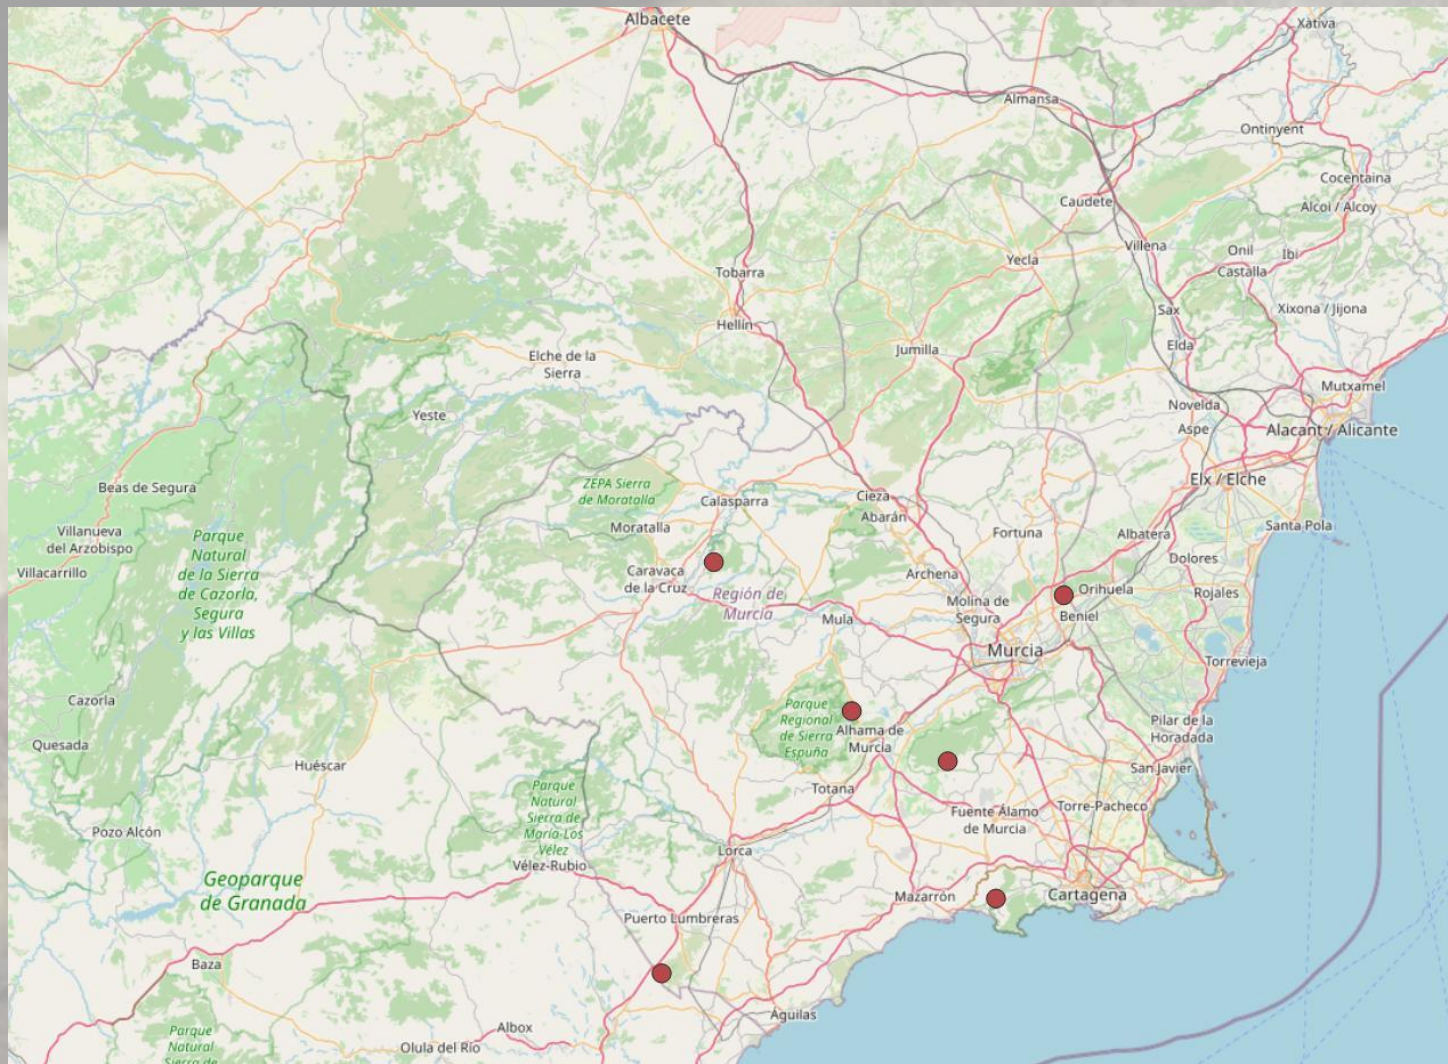 Albacete
Xàtiva
Almansa
Ontinyent
Cocentaina
Caudete
Alcoi / Alcoy
Villena
Onil
Ibi
Yecla
Castalla
Tobarra
Sax
Xixona / Jijona
Hellín
Elda
Jumilla
Elche de la
Sierra
Mutxamel
Novelda
Yeste
Aspe
Alacant / Alicante
Beas de Segura
ZEPA Sierra
de Moratalla
Calasparra
Cieza
Elx / Elche
Abarán
Moratalla
Santa Pola
Villanueva
del Arzobispo
Fortuna
Albatera
Parque
Natural
de la Sierra
de Cazorla,
Segura
y las Villas
Dolores
Villacarrillo
Caravaca
de la Cruz
Archena
Región de
Murcia
Orihuela
Rojales
Molina de
Segura
Beniel
Mula
Murcia
Torrevieja
Cazorla
Parque
Regional
de Sierra
Espuña
Pilar de la
Horadada
Alhama de
Murcia
Quesada
Huéscar
San Javier
Parque
Natural
Sierra de
María-Los
Vélez
Totana
Torre-Pacheco
Fuente Álamo
de Murcia
Pozo Alcón
Lorca
Vélez-Rubio
Geoparque
de Granada
Mazarrón
Cartagena
Puerto Lumbreras
Baza
Águilas
Albox
Parque
Natural
Sierra de
Olula del Río